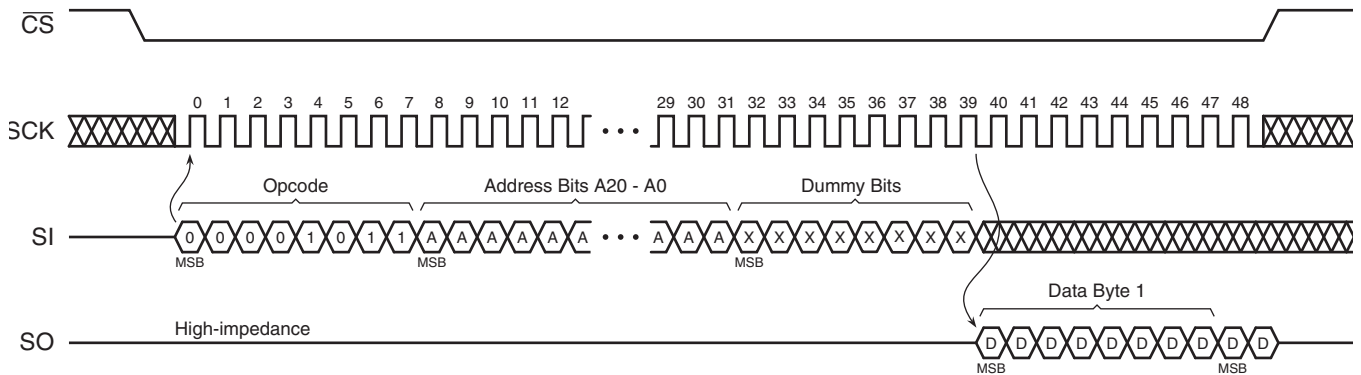 CS
0 1 2 3 4 5 6 7 8 9 10 11 12 29 30 31 32 33 34 35 36 37 38 39 40 41 42 43 44 45 46 47 48
SCK
Opcode Address Bits A20 - A0 Dummy Bits
SI 0 0 0 0 1 0 1 1 A A A A A A A A A X X X X X X X X
MSB MSB MSB
Data Byte 1
High-impedance
SO D D D D D D D D D D
MSB MSB